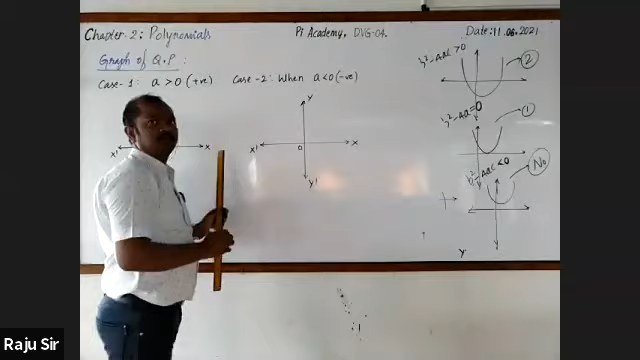 Chapter-2: Polynomials
Pi Academy, DVG-04.
Date: 11.06.2021
Graph of Q.P :
Case-1: a > 0 (+ve)
Case-2: When a < 0 (-ve)
b²-4ac > 0
2
b²-4ac = 0
1
b²-4ac < 0
No
X'
X
Y
X'
O
X
Y'
Y
Raju Sir